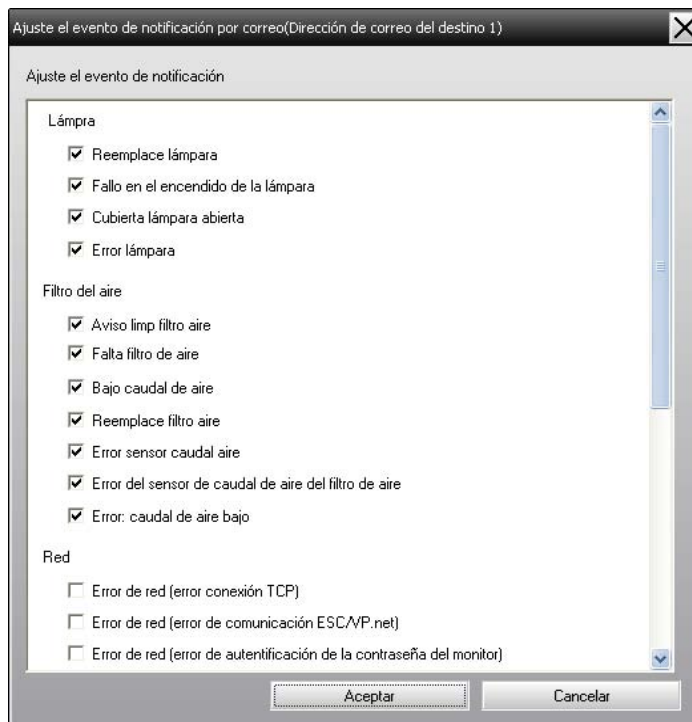 Ajuste el evento de notificación por correo(Dirección de correo del destino 1)
Ajuste el evento de notificación
Lámpra
Reemplace lámpara
Fallo en el encendido de la lámpara
Cubierta lámpara abierta
Error lámpara
Filtro del aire
Aviso limp filtro aire
Falta filtro de aire
Bajo caudal de aire
Reemplace filtro aire
Error sensor caudal aire
Error del sensor de caudal de aire del filtro de aire
Error: caudal de aire bajo
Red
Error de red (error conexión TCP)
Error de red (error de comunicación ESC/VP.net)
Error de red (error de autentificación de la contraseña del monitor)
Aceptar Cancelar